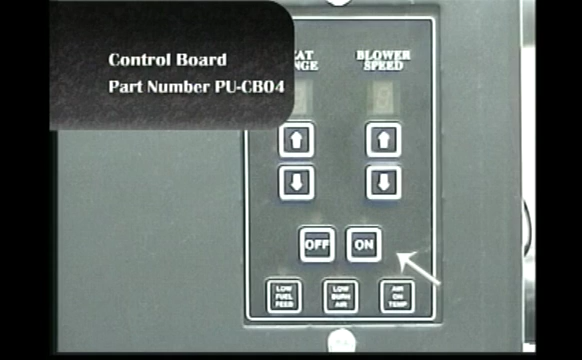 Control Board
Part Number PU-CB04
BLOWER
SPEED
OFF
ON
LOW
FUEL
FEED
LOW
BURN
AIR
AIR
ON
TEMP